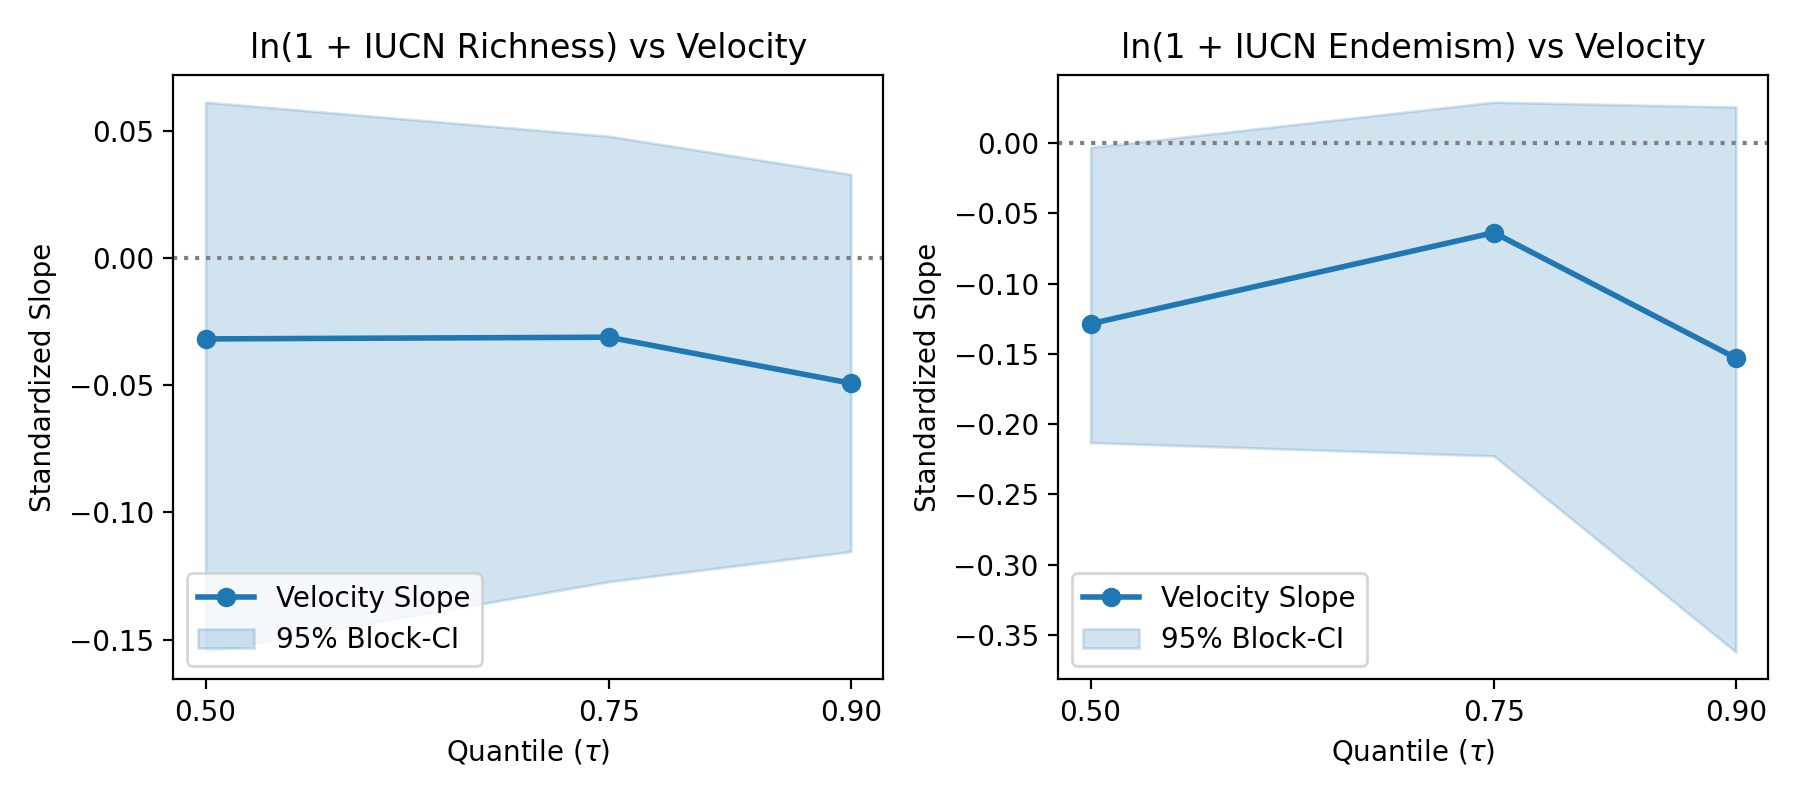 ln(1 + IUCN Richness) vs Velocity
Standardized Slope
0.05
0.00
−0.05
−0.10
−0.15
Velocity Slope
95% Block-CI
0.50
0.75
0.90
Quantile (τ)
ln(1 + IUCN Endemism) vs Velocity
Standardized Slope
0.00
−0.05
−0.10
−0.15
−0.20
−0.25
−0.30
−0.35
Velocity Slope
95% Block-CI
0.50
0.75
0.90
Quantile (τ)